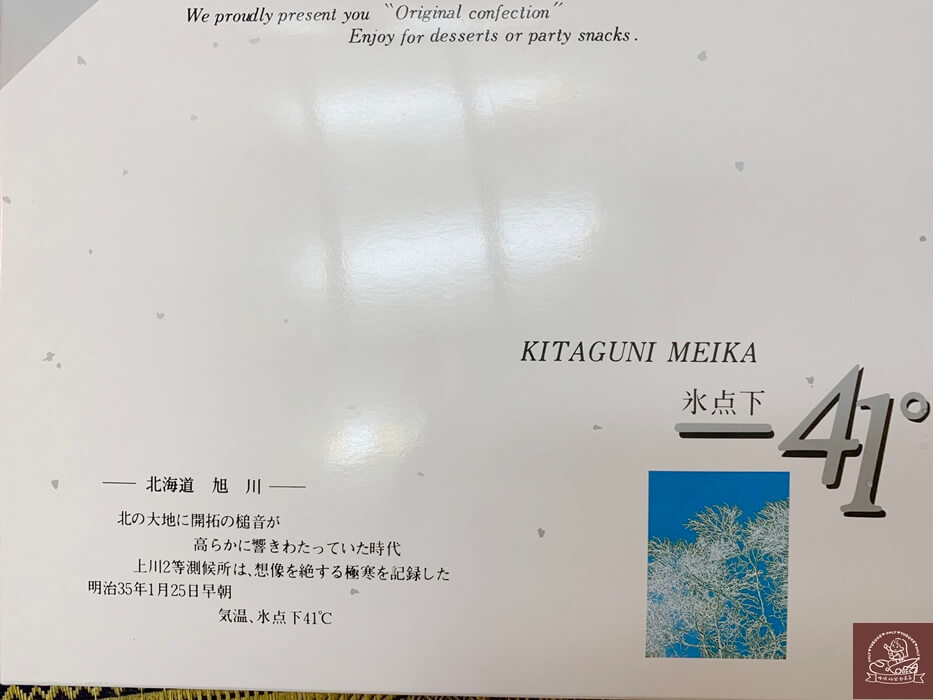 We proudly present you "Original confection"
Enjoy for desserts or party snacks.
KITAGUNI MEIKA
氷点下
41°
北海道 旭川
北の大地に開拓の槌音が
高らかに響きわたっていた時代
上川2等測候所は、想像を絶する極寒を記録した
明治35年1月25日早朝
気温、氷点下41℃